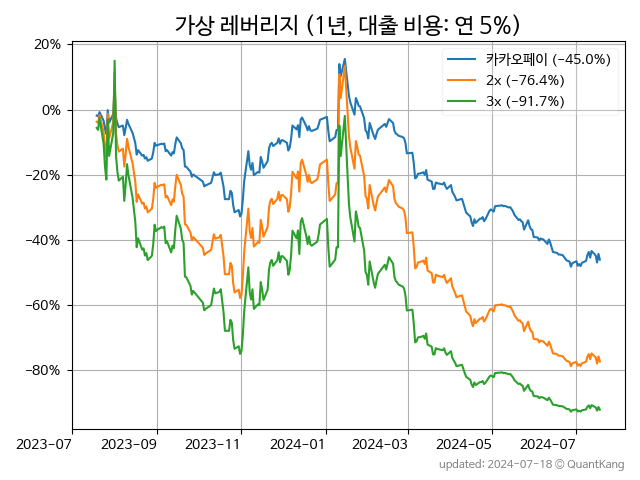 가상 레버리지 (1년, 대출 비용: 연 5%)
20%
0%
−20%
−40%
−60%
−80%
카카오페이 (−45.0%)
2x (−76.4%)
3x (−91.7%)
2023−07 2023−09 2023−11 2024−01 2024−03 2024−05 2024−07
updated: 2024−07−18 ⓒ QuantKang